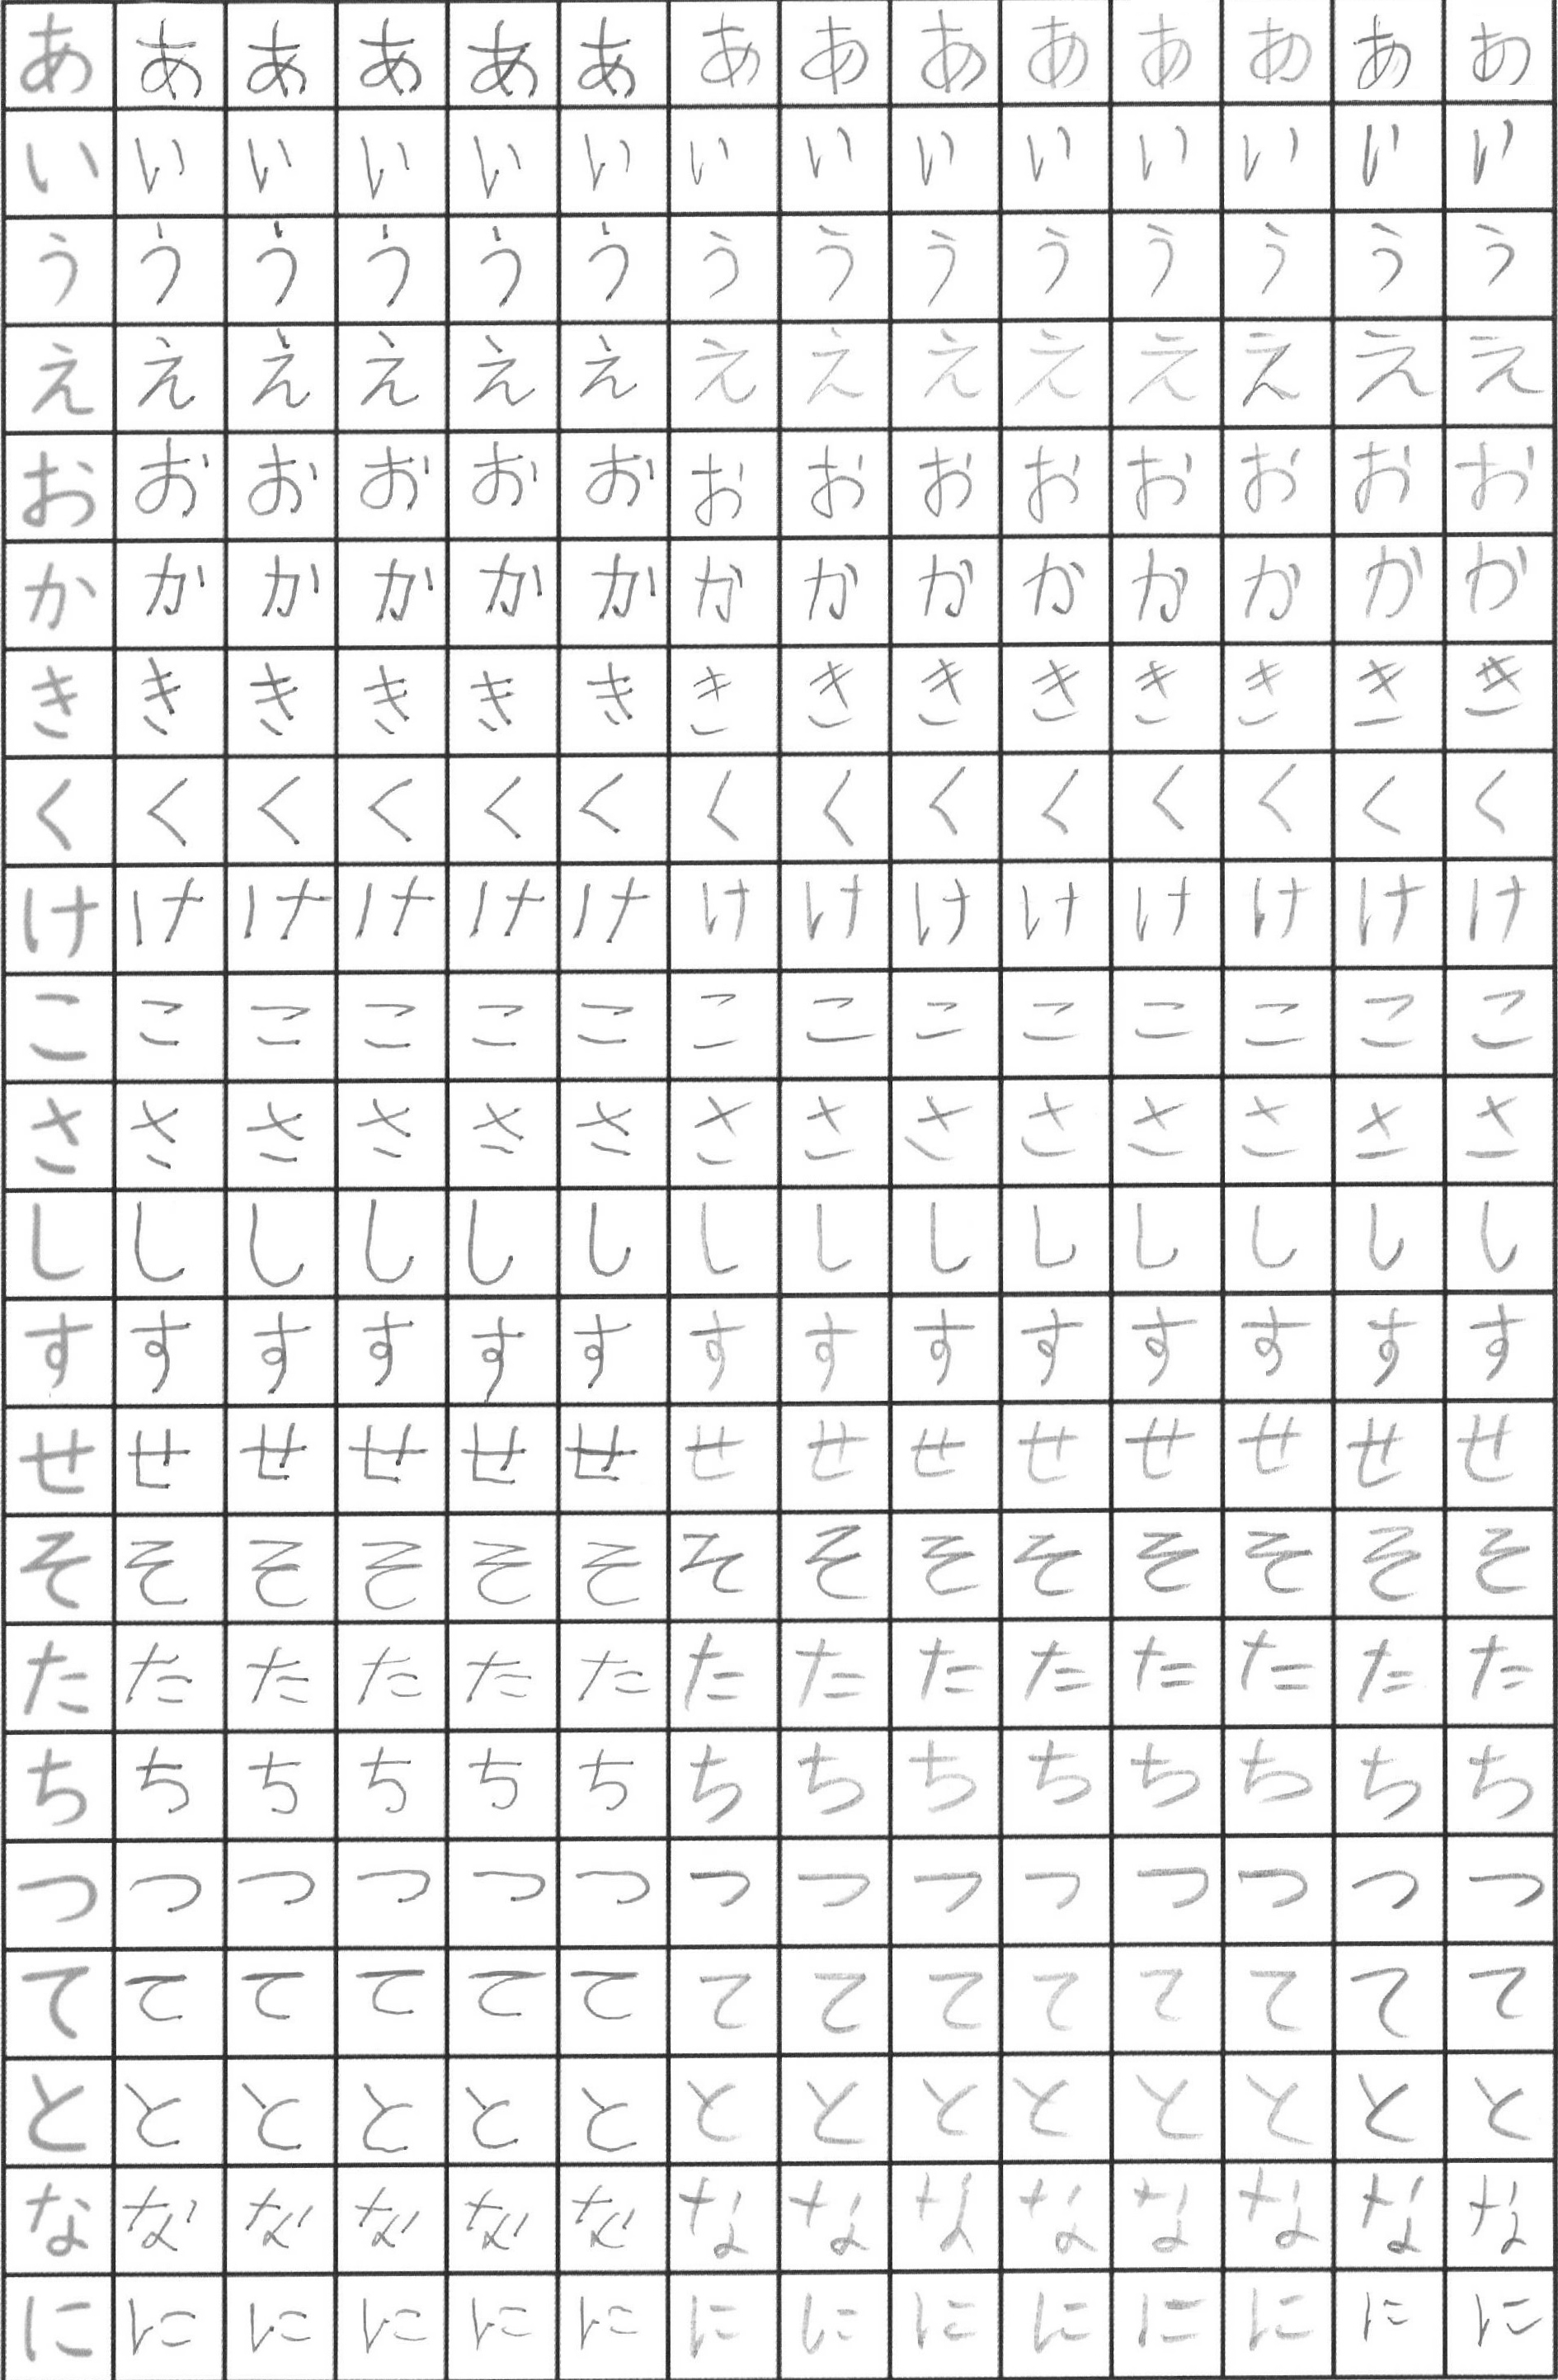 あ あ あ あ あ あ あ あ あ あ あ あ あ あ
い い い い い い い い い い い い い い
う う う う う う う う う う う う う う
え え え え え え え え え え え え え え
お お お お お お お お お お お お お お
か か か か か か か か か か か か か か
き き き き き き き き き き き き き き
く く く く く く く く く く く く く く
け け け け け け け け け け け け け け
こ こ こ こ こ こ こ こ こ こ こ こ こ こ
さ さ さ さ さ さ さ さ さ さ さ さ さ さ
し し し し し し し し し し し し し し
す す す す す す す す す す す す す す
せ せ せ せ せ せ せ せ せ せ せ せ せ せ
そ そ そ そ そ そ そ そ そ そ そ そ そ そ
た た た た た た た た た た た た た た
ち ち ち ち ち ち ち ち ち ち ち ち ち ち
つ つ つ つ つ つ つ つ つ つ つ つ つ つ
て て て て て て て て て て て て て て
と と と と と と と と と と と と と と
な な な な な な な な な な な な な な
に に に に に に に に に に に に に に